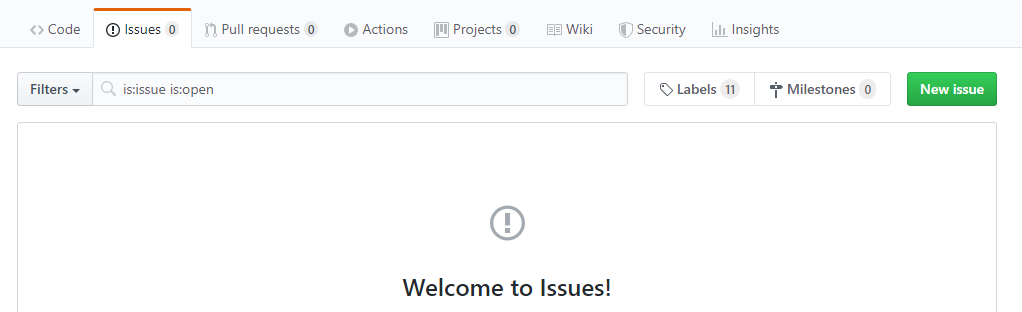 Code Issues 0 Pull requests 0 Actions Projects 0 Wiki Security Insights
Filters is:issue is:open Labels 11 Milestones 0 New issue
Welcome to Issues!